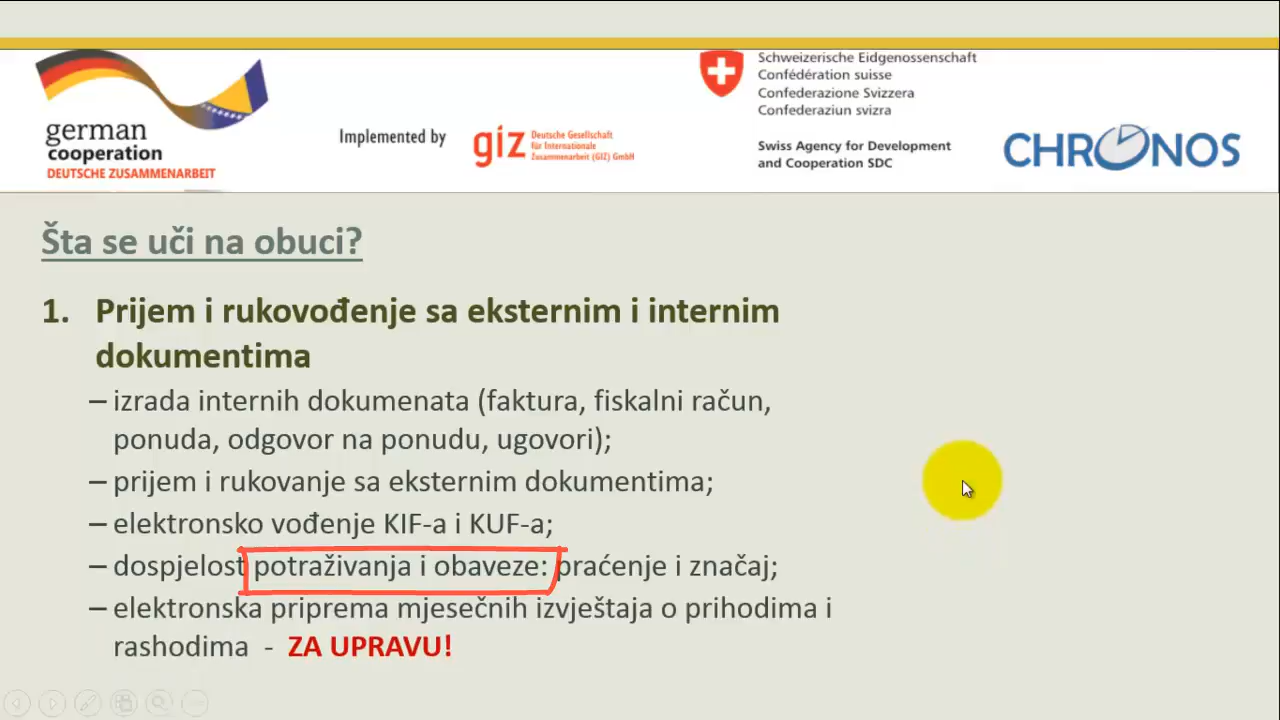 german
cooperation
DEUTSCHE ZUSAMMENARBEIT
Implemented by
giz
Deutsche Gesellschaft
für Internationale
Zusammenarbeit (GIZ) GmbH
Schweizerische Eidgenossenschaft
Confédération suisse
Confederazione Svizzera
Confederaziun svizra
Swiss Agency for Development
and Cooperation SDC
CHRONOS
Šta se uči na obuci?
1. Prijem i rukovođenje sa eksternim i internim
dokumentima
– izrada internih dokumenata (faktura, fiskalni račun,
ponuda, odgovor na ponudu, ugovori);
– prijem i rukovanje sa eksternim dokumentima;
– elektronsko vođenje KIF-a i KUF-a;
– dospjelost potraživanja i obaveze: praćenje i značaj;
– elektronska priprema mjesečnih izvještaja o prihodima i
rashodima - ZA UPRAVU!